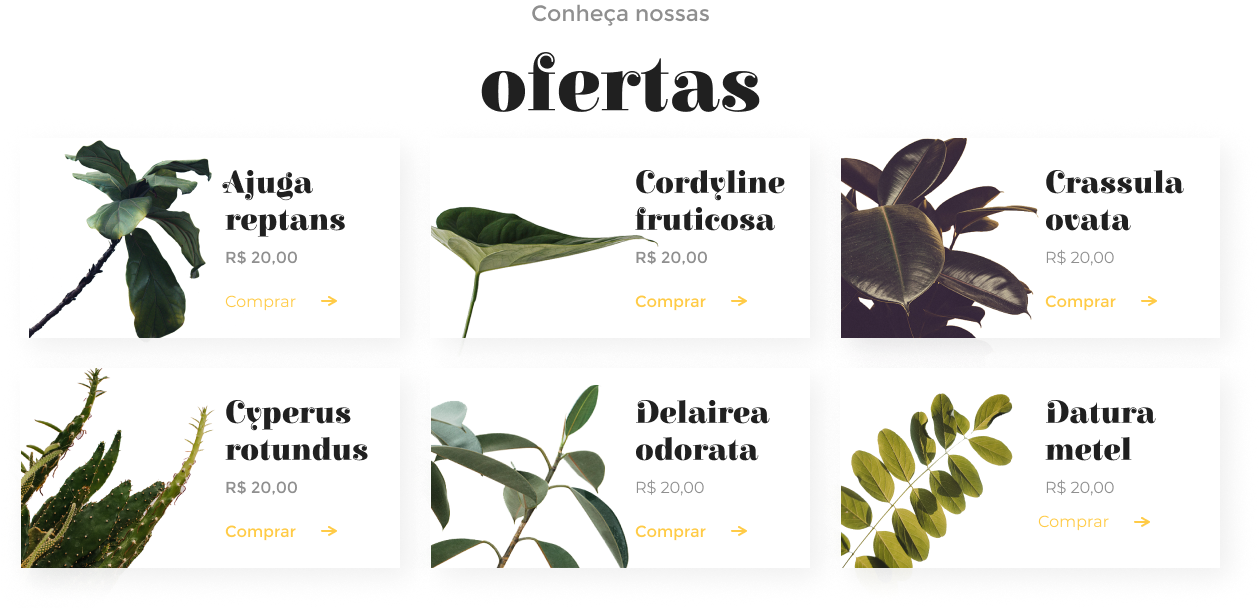 Conheça nossas
ofertas
Ajuga
reptans
R$ 20,00
Comprar
Cordyline
fruticosa
R$ 20,00
Comprar
Crassula
ovata
R$ 20,00
Comprar
Cyperus
rotundus
R$ 20,00
Comprar
Delairea
odorata
R$ 20,00
Comprar
Datura
metel
R$ 20,00
Comprar